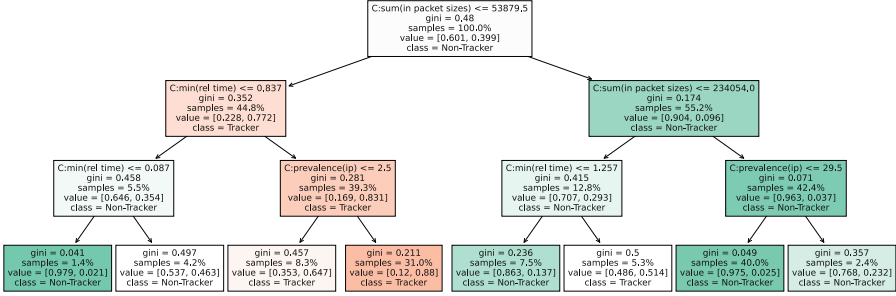 C:sum(in packet sizes) <= 53879.5
gini = 0.48
samples = 100.0%
value = [0.601, 0.399]
class = Non-Tracker
C:min(rel time) <= 0.837
gini = 0.352
samples = 44.8%
value = [0.228, 0.772]
class = Tracker
C:sum(in packet sizes) <= 234054.0
gini = 0.174
samples = 55.2%
value = [0.904, 0.096]
class = Non-Tracker
C:min(rel time) <= 0.087
gini = 0.458
samples = 5.5%
value = [0.646, 0.354]
class = Non-Tracker
C:prevalence(ip) <= 2.5
gini = 0.281
samples = 39.3%
value = [0.169, 0.831]
class = Tracker
C:min(rel time) <= 1.257
gini = 0.415
samples = 12.8%
value = [0.707, 0.293]
class = Non-Tracker
C:prevalence(ip) <= 29.5
gini = 0.071
samples = 42.4%
value = [0.963, 0.037]
class = Non-Tracker
gini = 0.041
samples = 1.4%
value = [0.979, 0.021]
class = Non-Tracker
gini = 0.497
samples = 4.2%
value = [0.537, 0.463]
class = Non-Tracker
gini = 0.457
samples = 8.3%
value = [0.353, 0.647]
class = Tracker
gini = 0.211
samples = 31.0%
value = [0.12, 0.88]
class = Tracker
gini = 0.236
samples = 7.5%
value = [0.863, 0.137]
class = Non-Tracker
gini = 0.5
samples = 5.3%
value = [0.486, 0.514]
class = Tracker
gini = 0.049
samples = 40.0%
value = [0.975, 0.025]
class = Non-Tracker
gini = 0.357
samples = 2.4%
value = [0.768, 0.232]
class = Non-Tracker